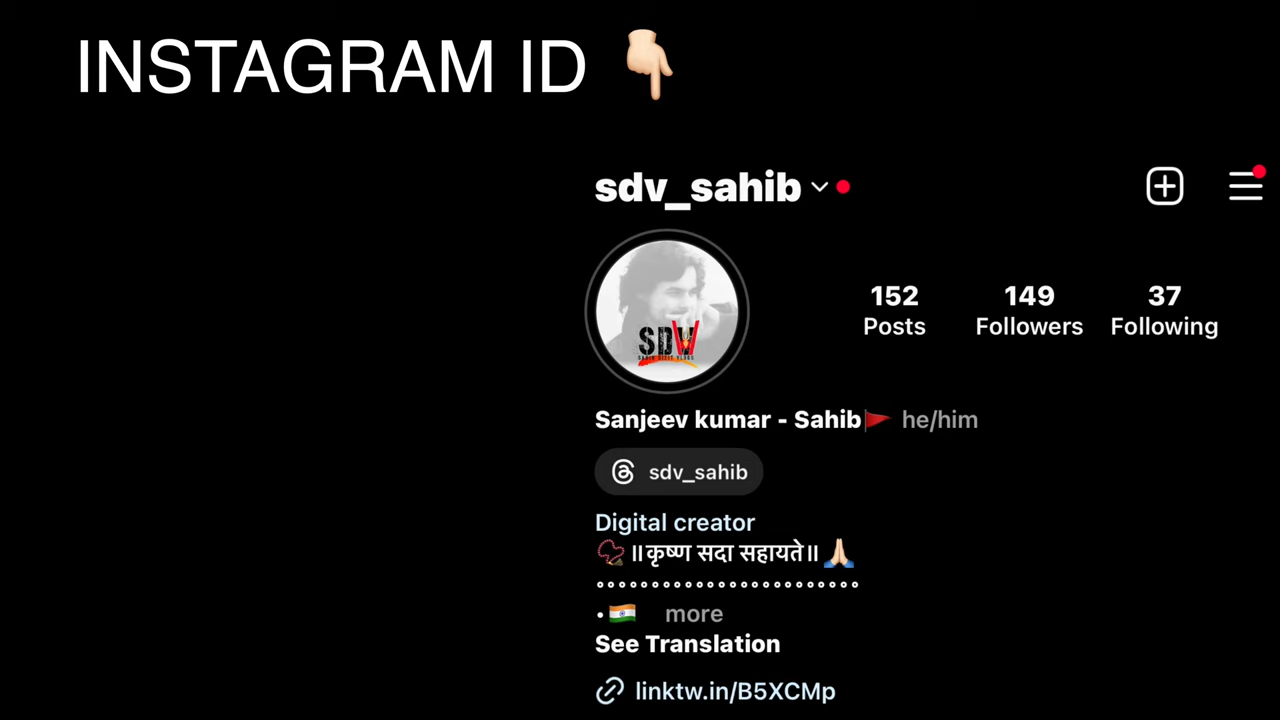 INSTAGRAM ID 👇🏻
sdv_sahib
SDV
152 149 37
Posts Followers Following
Sanjeev kumar - Sahib🚩 he/him
sdv_sahib
Digital creator
📿॥कृष्ण सदा सहायते॥🙏🏻
°°°°°°°°°°°°°°°°°°°°°°°°
•🇮🇳 more
See Translation
linktw.in/B5XCMp